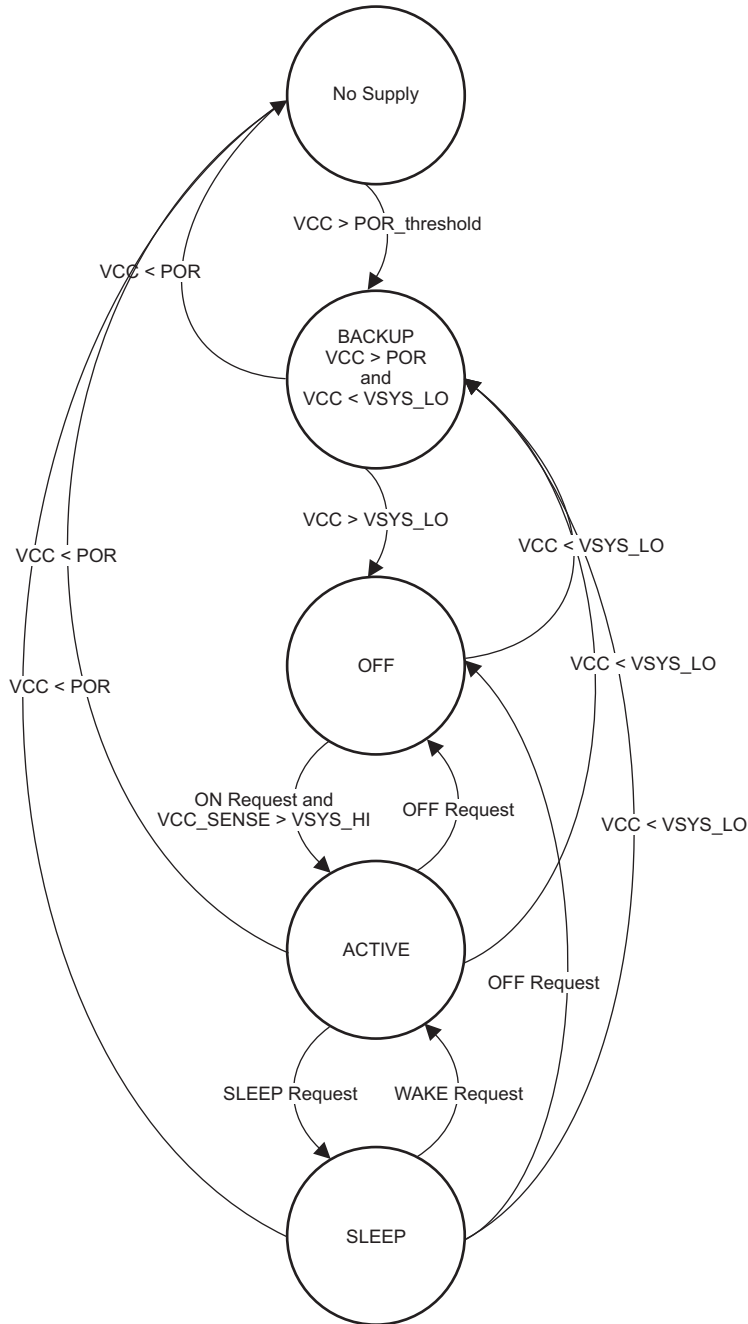 No Supply
VCC > POR_threshold
VCC < POR
BACKUP
VCC > POR
and
VCC < VSYS_LO
VCC > VSYS_LO
VCC < VSYS_LO
VCC < POR
OFF
VCC < VSYS_LO
VCC < POR
ON Request and
VCC_SENSE > VSYS_HI
OFF Request
VCC < VSYS_LO
ACTIVE
OFF Request
SLEEP Request
WAKE Request
SLEEP